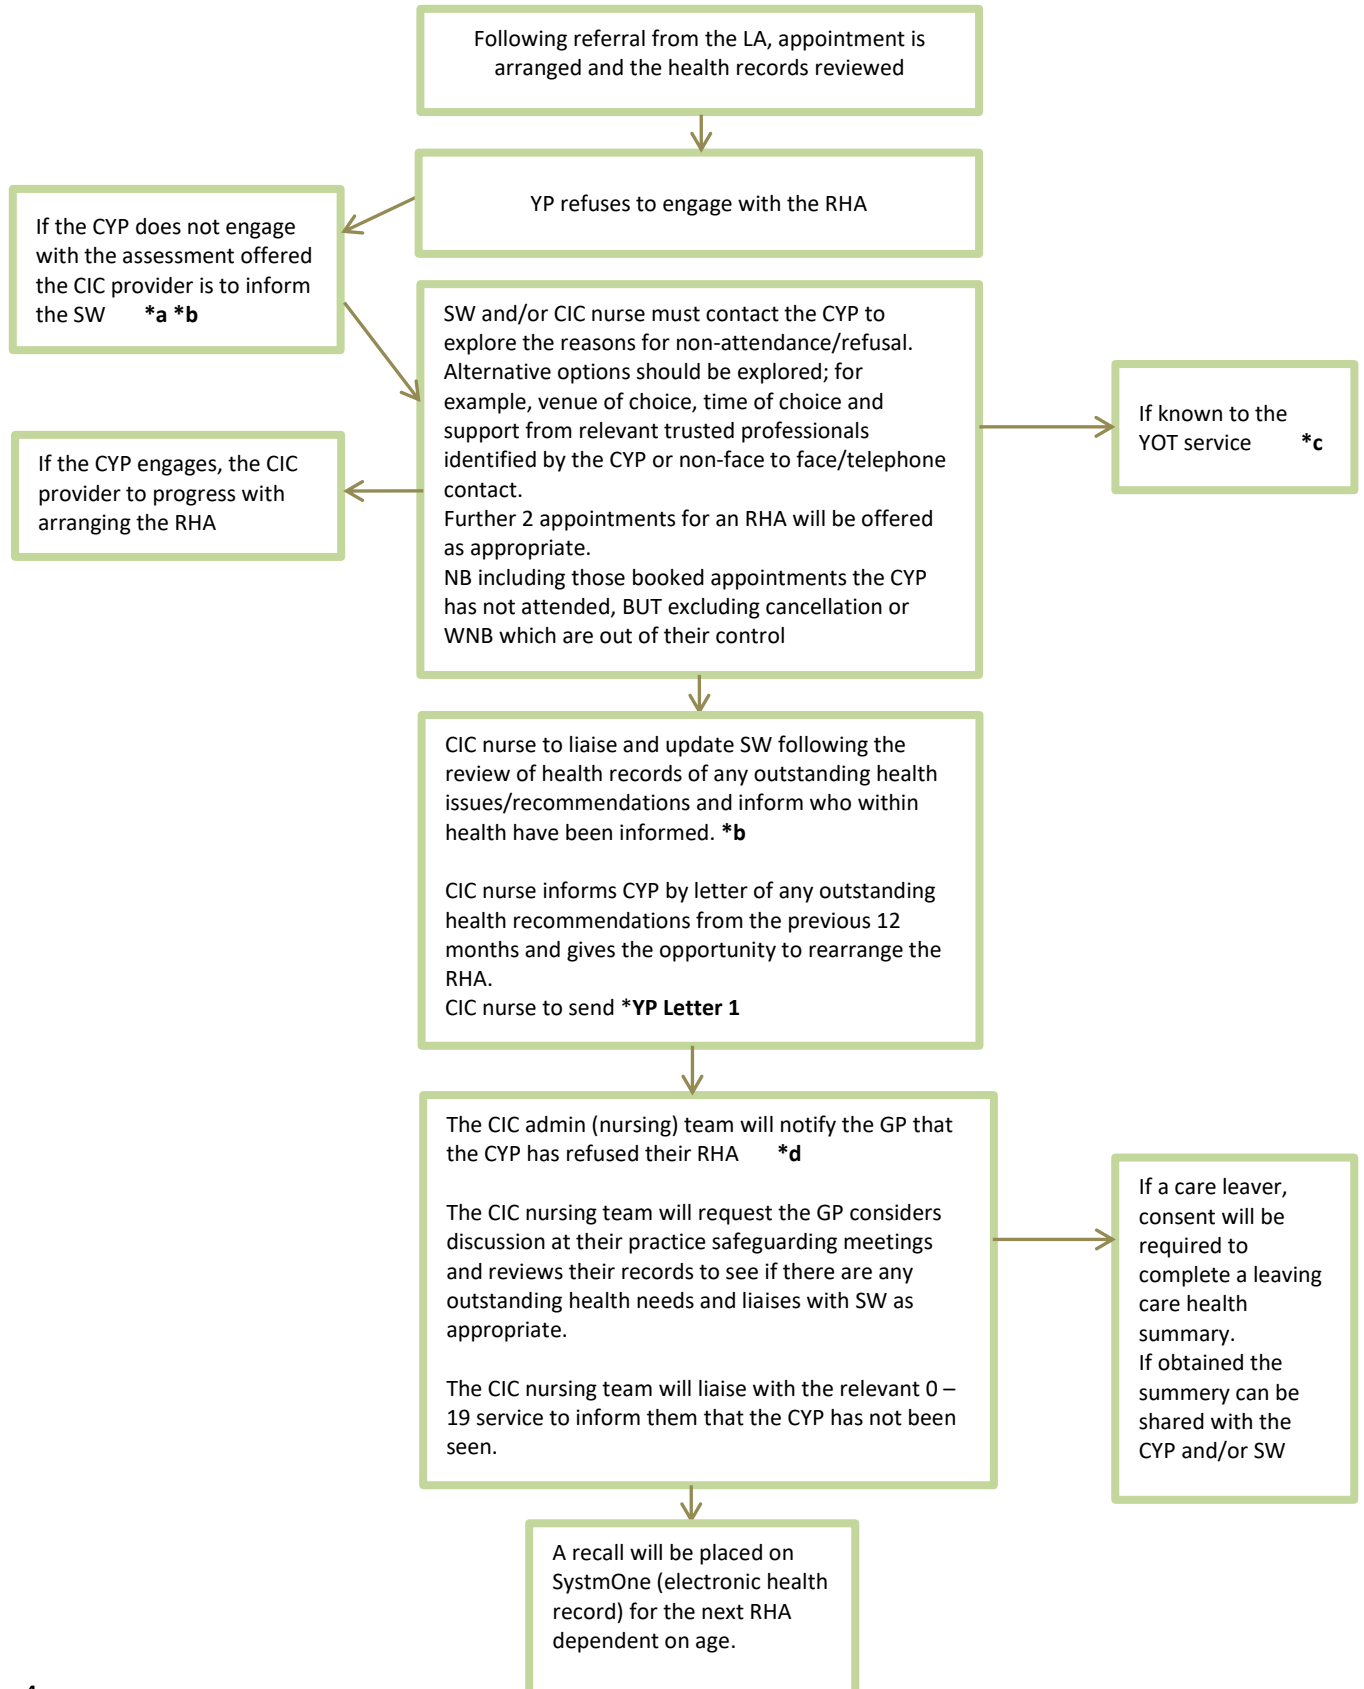 Following referral from the LA, appointment is
arranged and the health records reviewed
YP refuses to engage with the RHA
If the CYP does not engage
with the assessment offered
the CIC provider is to inform
the SW *a *b
SW and/or CIC nurse must contact the CYP to
explore the reasons for non-attendance/refusal.
Alternative options should be explored; for
example, venue of choice, time of choice and
support from relevant trusted professionals
identified by the CYP or non-face to face/telephone
contact.
Further 2 appointments for an RHA will be offered
as appropriate.
NB including those booked appointments the CYP
has not attended, BUT excluding cancellation or
WNB which are out of their control
If known to the
YOT service *c
If the CYP engages, the CIC
provider to progress with
arranging the RHA
CIC nurse to liaise and update SW following the
review of health records of any outstanding health
issues/recommendations and inform who within
health have been informed. *b
CIC nurse informs CYP by letter of any outstanding
health recommendations from the previous 12
months and gives the opportunity to rearrange the
RHA.
CIC nurse to send *YP Letter 1
The CIC admin (nursing) team will notify the GP that
the CYP has refused their RHA *d
The CIC nursing team will request the GP considers
discussion at their practice safeguarding meetings
and reviews their records to see if there are any
outstanding health needs and liaises with SW as
appropriate.
The CIC nursing team will liaise with the relevant 0 –
19 service to inform them that the CYP has not been
seen.
If a care leaver,
consent will be
required to
complete a leaving
care health
summary.
If obtained the
summery can be
shared with the
CYP and/or SW
A recall will be placed on
SystmOne (electronic health
record) for the next RHA
dependent on age.